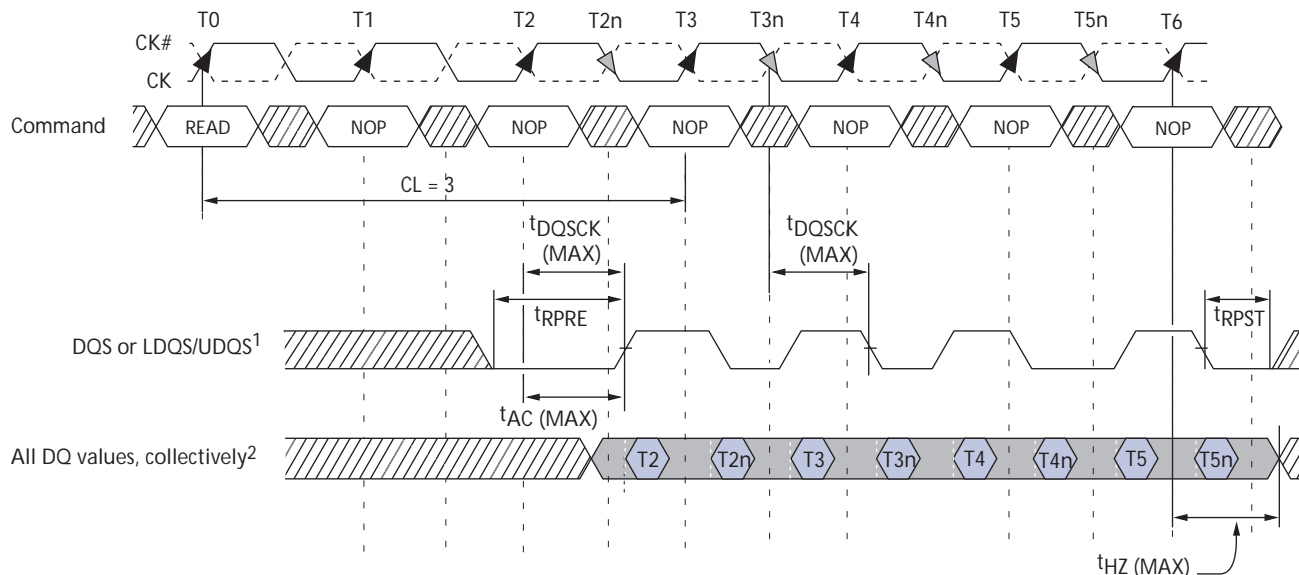 T0 T1 T2 T2n T3 T3n T4 T4n T5 T5n T6
CK#
CK
Command READ NOP NOP NOP NOP NOP NOP
CL = 3
tDQSCK (MAX)
tDQSCK (MAX)
tRPRE
tRPST
DQS or LDQS/UDQS1
tAC (MAX)
All DQ values, collectively2 T2 T2n T3 T3n T4 T4n T5 T5n
tHZ (MAX)